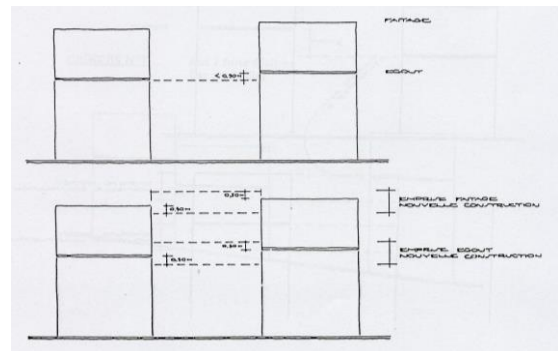 FAITAGE
EGOUT
< 0,50 M
0,50 M
0,50 M
EMPRISE FAITAGE
NOUVELLE CONSTRUCTION
0,50 M
0,50 M
EMPRISE EGOUT
NOUVELLE CONSTRUCTION